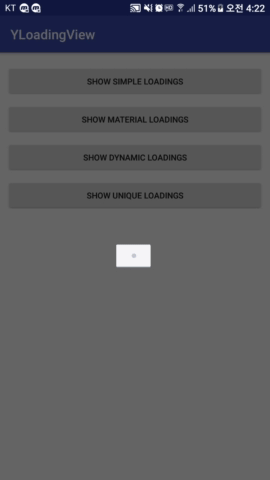 KT 51% 오전 4:22
YLoadingView
SHOW SIMPLE LOADINGS
SHOW MATERIAL LOADINGS
SHOW DYNAMIC LOADINGS
SHOW UNIQUE LOADINGS